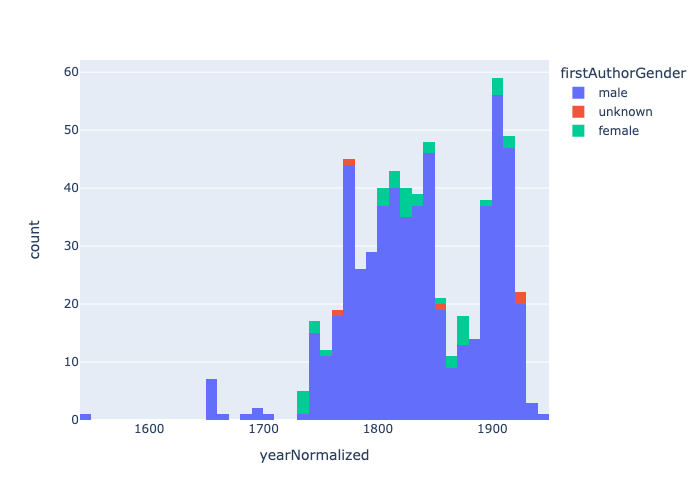 firstAuthorGender
male
unknown
female
60
50
40
30
20
10
0
count
1600 1700 1800 1900
yearNormalized